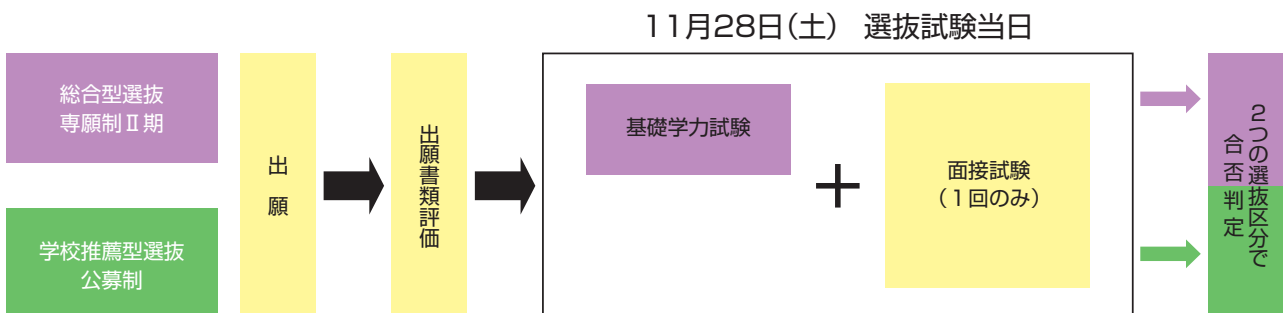 11月28日(土) 選抜試験当日
総合型選抜
専願制Ⅱ期
学校推薦型選抜
公募制
出願
出願書類評価
基礎学力試験
+
面接試験
(1回のみ)
2つの選抜区分で
合否判定